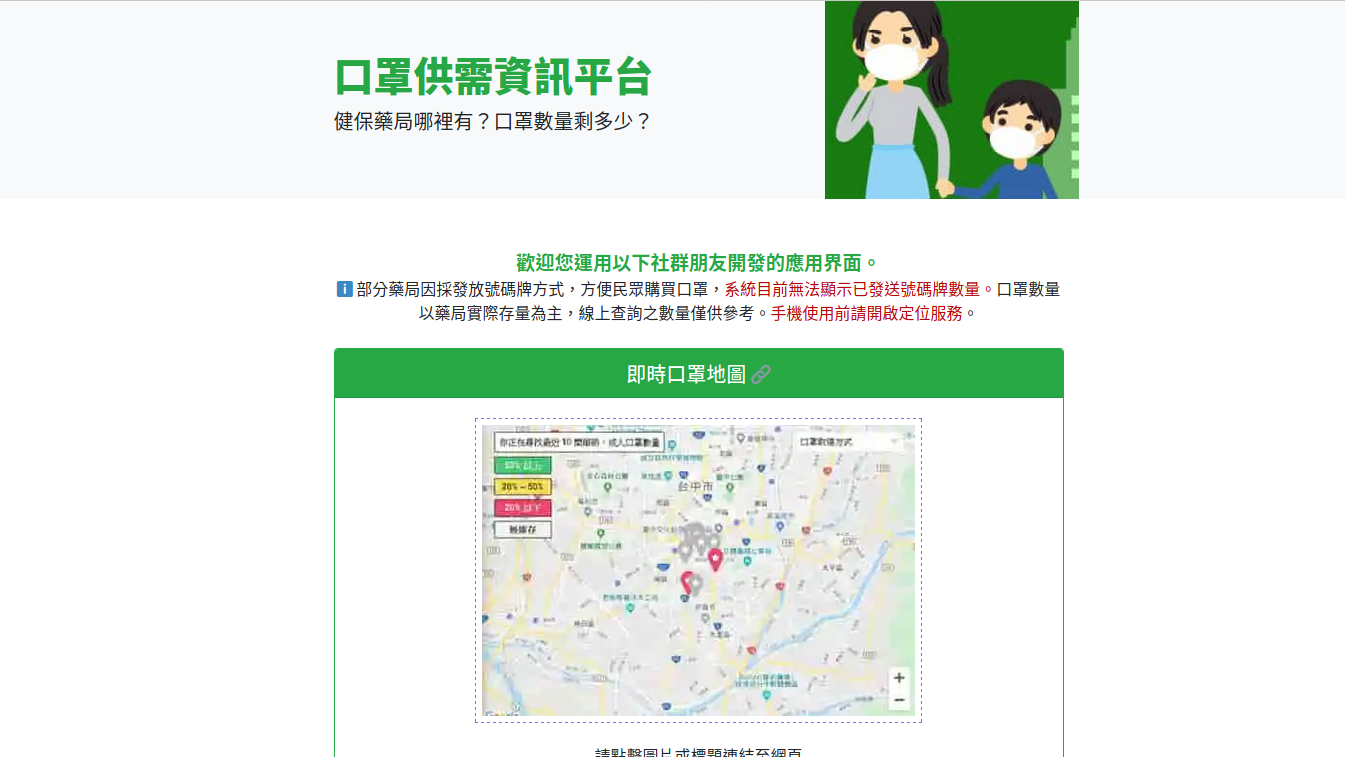 口罩供需資訊平台
健保藥局哪裡有？口罩數量剩多少？
歡迎您運用以下社群朋友開發的應用界面。
部分藥局因採發放號碼牌方式，方便民眾購買口罩，系統目前無法顯示已發送號碼牌數量。口罩數量
以藥局實際存量為主，線上查詢之數量僅供參考。手機使用前請開啟定位服務。
即時口罩地圖
你正在尋找最近 10 間藥局，成人口罩數量
口罩數值方式
50% 以上
20% ~ 50%
20% 以下
無庫存
台中市
太平區
南區
請點擊圖片或標題連結至網頁